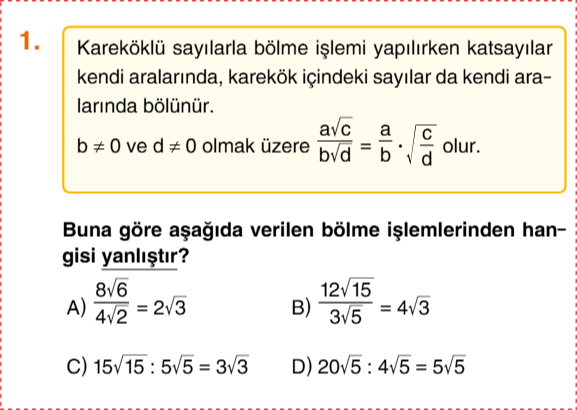 1.
Kareköklü sayılarla bölme işlemi yapılırken katsayılar
kendi aralarında, karekök içindeki sayılar da kendi ara-
larında bölünür.
b ≠ 0 ve d ≠ 0 olmak üzere a√c / b√d = a/b · √(c/d) olur.
Buna göre aşağıda verilen bölme işlemlerinden han-
gisi yanlıştır?
A) 8√6 / 4√2 = 2√3 B) 12√15 / 3√5 = 4√3
C) 15√15 : 5√5 = 3√3 D) 20√5 : 4√5 = 5√5